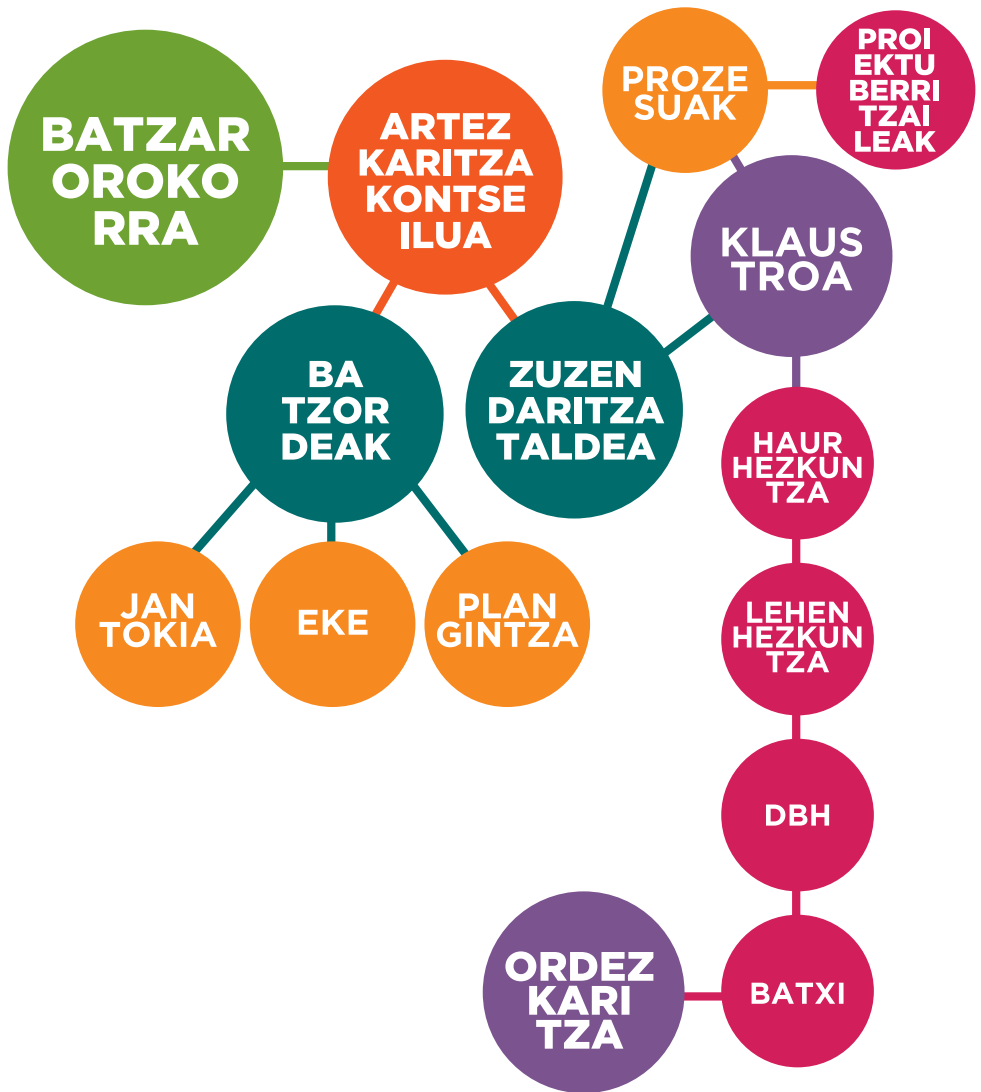 BATZAR
OROKO
RRA
ARTEZ
KARITZA
KONTSE
ILUA
PROZE
SUAK
PROI
EKTU
BERRI
TZAI
LEAK
KLAUS
TROA
BA
TZOR
DEAK
ZUZEN
DARITZA
TALDEA
HAUR
HEZKUN
TZA
JAN
TOKIA
EKE
PLAN
GINTZA
LEHEN
HEZKUN
TZA
DBH
ORDEZ
KARI
TZA
BATXI